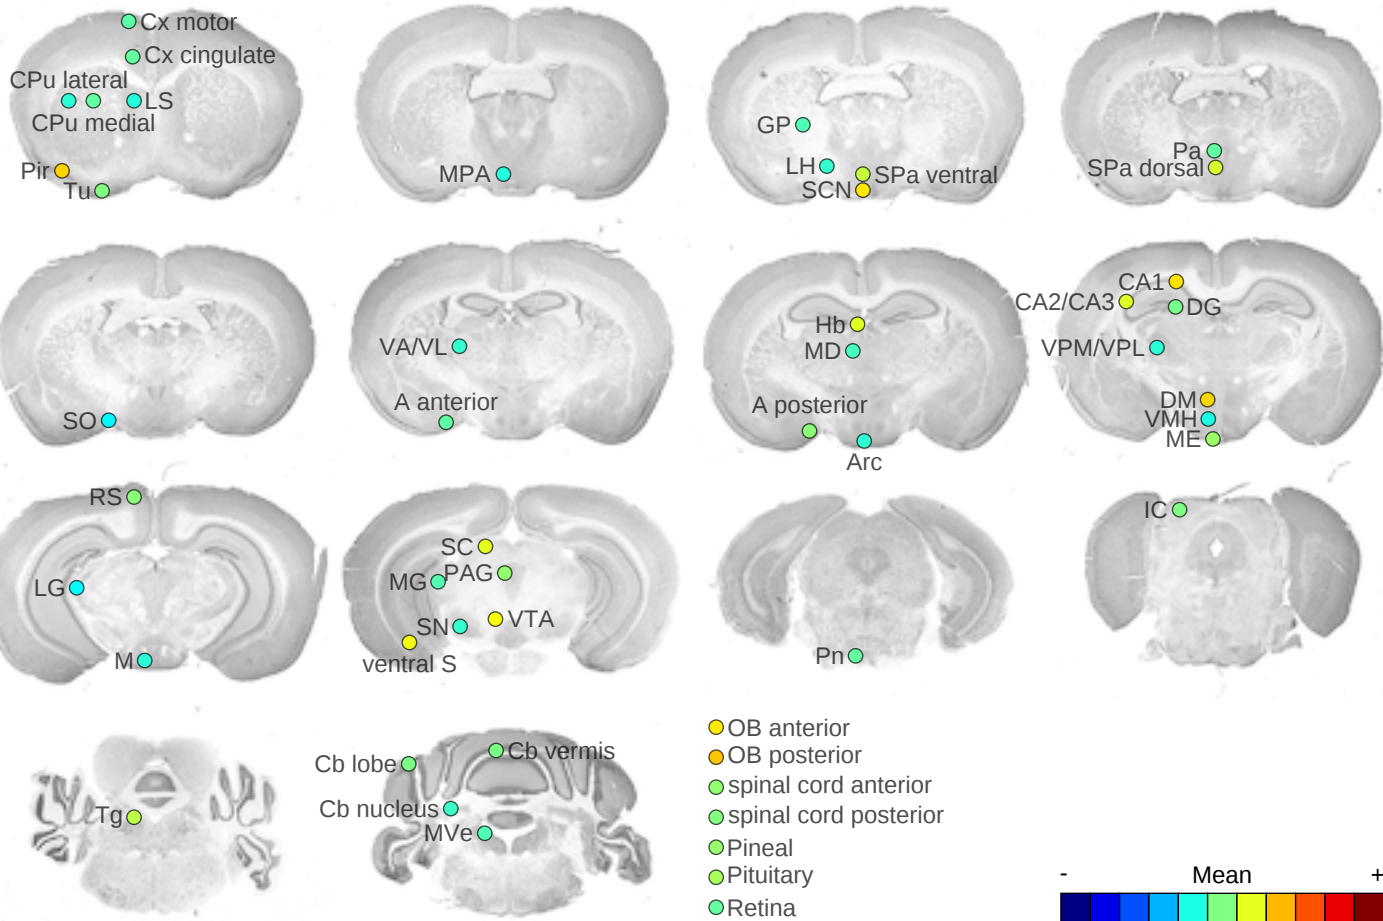 Cx motor
Cx cingulate
CPu lateral
LS
CPu medial
Pir
Tu
MPA
GP
LH
SPa ventral
SCN
Pa
SPa dorsal
SO
VA/VL
A anterior
Hb
MD
A posterior
Arc
CA1
CA2/CA3
DG
VPM/VPL
DM
VMH
ME
RS
LG
M
SC
PAG
MG
SN
VTA
ventral S
Pn
IC
Tg
Cb lobe
Cb vermis
Cb nucleus
MVe
OB anterior
OB posterior
spinal cord anterior
spinal cord posterior
Pineal
Pituitary
Retina
- Mean +